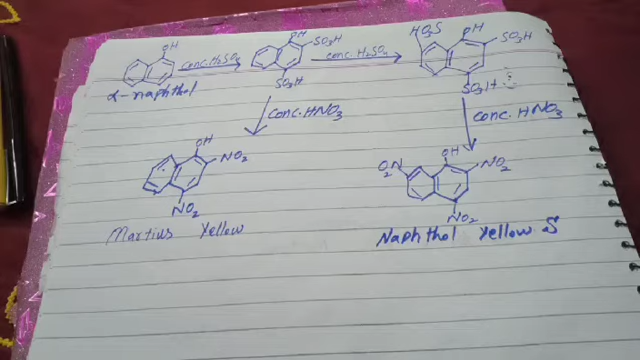 OH
conc. H₂SO₄
OH
SO₃H
SO₃H
conc. H₂SO₄
HO₃S
OH
SO₃H
SO₃H
α-naphthol
conc. HNO₃
conc. HNO₃
OH
NO₂
NO₂
O₂N
OH
NO₂
NO₂
Martius Yellow
Naphthol Yellow S